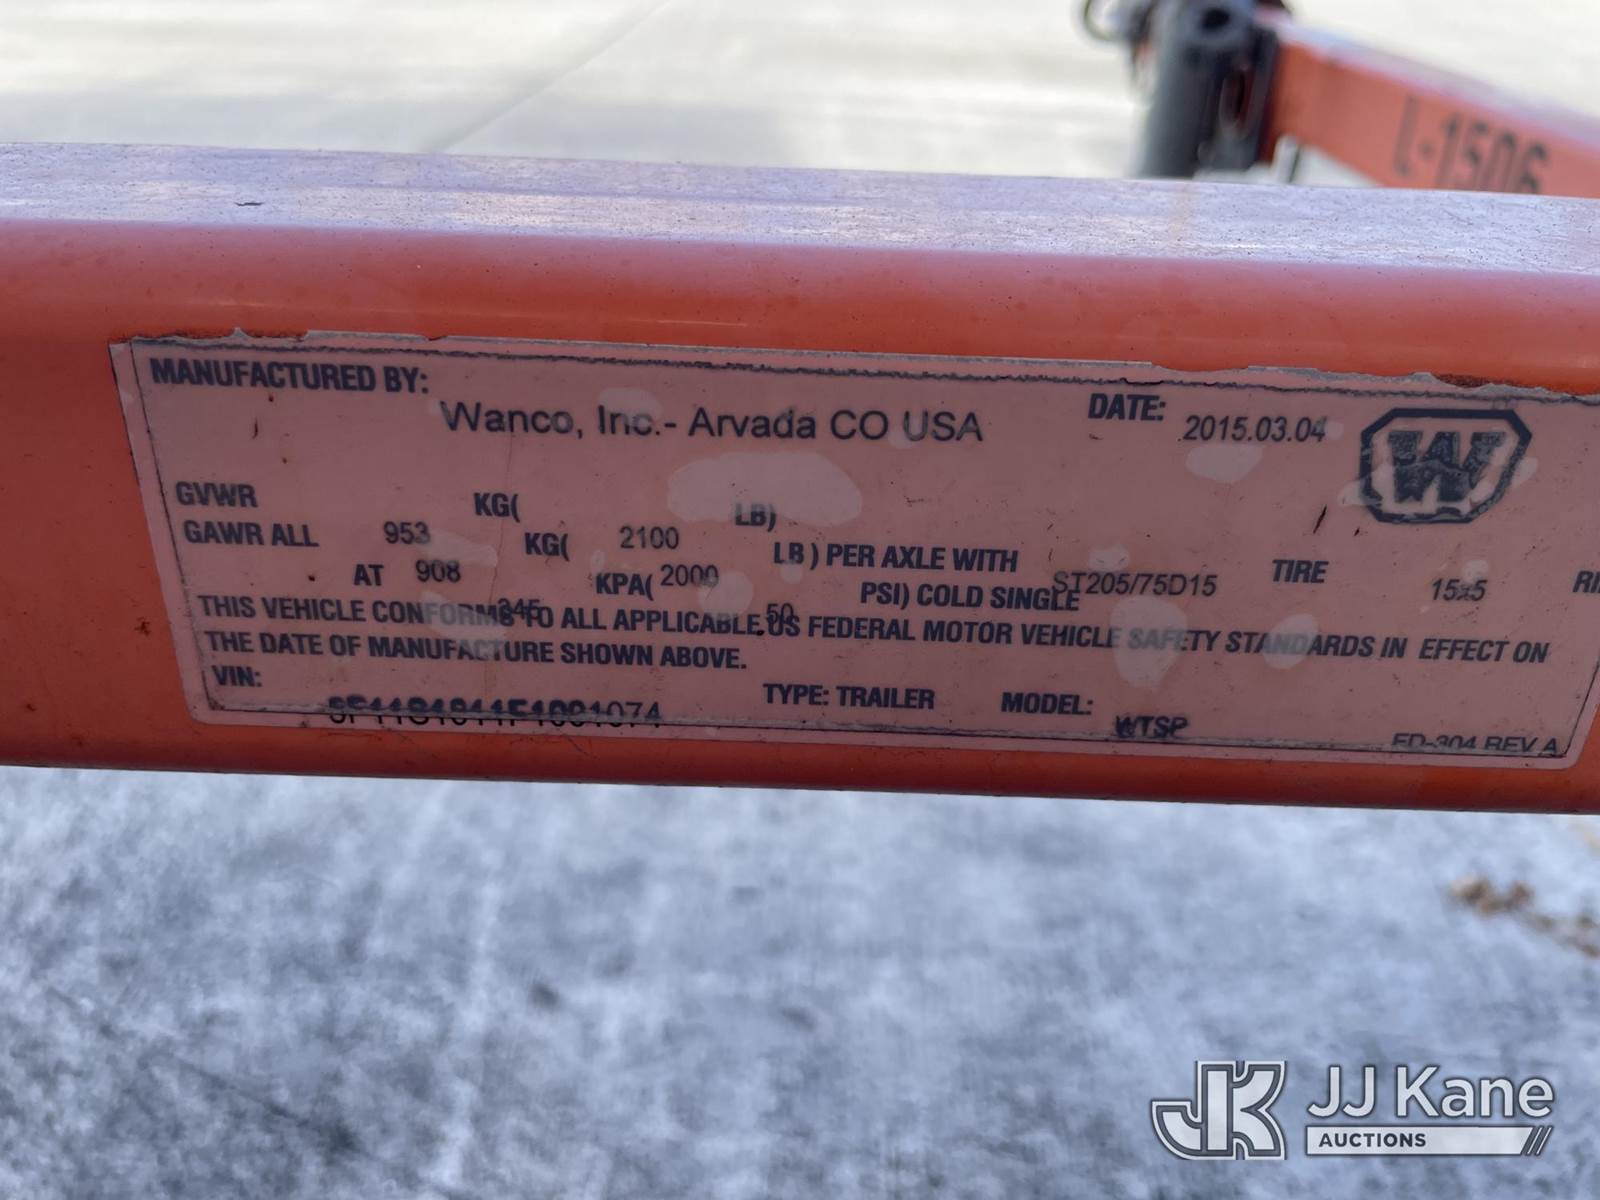 L-1506
MANUFACTURED BY:
Wanco, Inc.- Arvada CO USA
DATE: 2015.03.04
W
GVWR 953 KG( 2100 LB)
GAWR ALL 908 KG( 2000 LB ) PER AXLE WITH ST205/75D15 TIRE 15x5
AT 345 KPA( 50 PSI) COLD SINGLE
THIS VEHICLE CONFORMS TO ALL APPLICABLE US FEDERAL MOTOR VEHICLE SAFETY STANDARDS IN EFFECT ON
THE DATE OF MANUFACTURE SHOWN ABOVE.
VIN: TYPE: TRAILER MODEL: WTSP
ED-304 REV A
JK JJ Kane
AUCTIONS